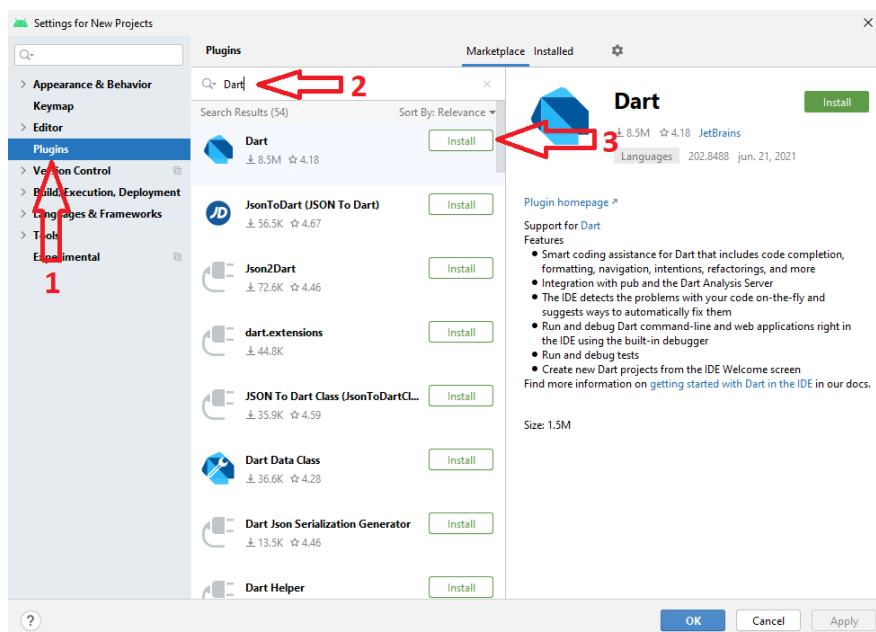 Settings for New Projects
Plugins
Marketplace Installed
Appearance & Behavior
Keymap
Editor
Plugins
Version Control
Build, Execution, Deployment
Languages & Frameworks
Tools
Experimental
1
Dart
2
Search Results (54) Sort By: Relevance
Dart
8.5M 4.18
Install
3
JsonToDart (JSON To Dart)
56.5K 4.67
Install
Json2Dart
72.6K 4.46
Install
dart.extensions
44.8K
Install
JSON To Dart Class (JsonToDartCl...
35.9K 4.59
Install
Dart Data Class
36.6K 4.28
Install
Dart Json Serialization Generator
13.5K 4.46
Install
Dart Helper
Install
Dart
Install
8.5M 4.18 JetBrains
Languages 202.8488 jun. 21, 2021
Plugin homepage
Support for Dart
Features
Smart coding assistance for Dart that includes code completion,
formatting, navigation, intentions, refactorings, and more
Integration with pub and the Dart Analysis Server
The IDE detects the problems with your code on-the-fly and
suggests ways to automatically fix them
Run and debug Dart command-line and web applications right in
the IDE using the built-in debugger
Run and debug tests
Create new Dart projects from the IDE Welcome screen
Find more information on getting started with Dart in the IDE in our docs.
Size: 1.5M
?
OK Cancel Apply